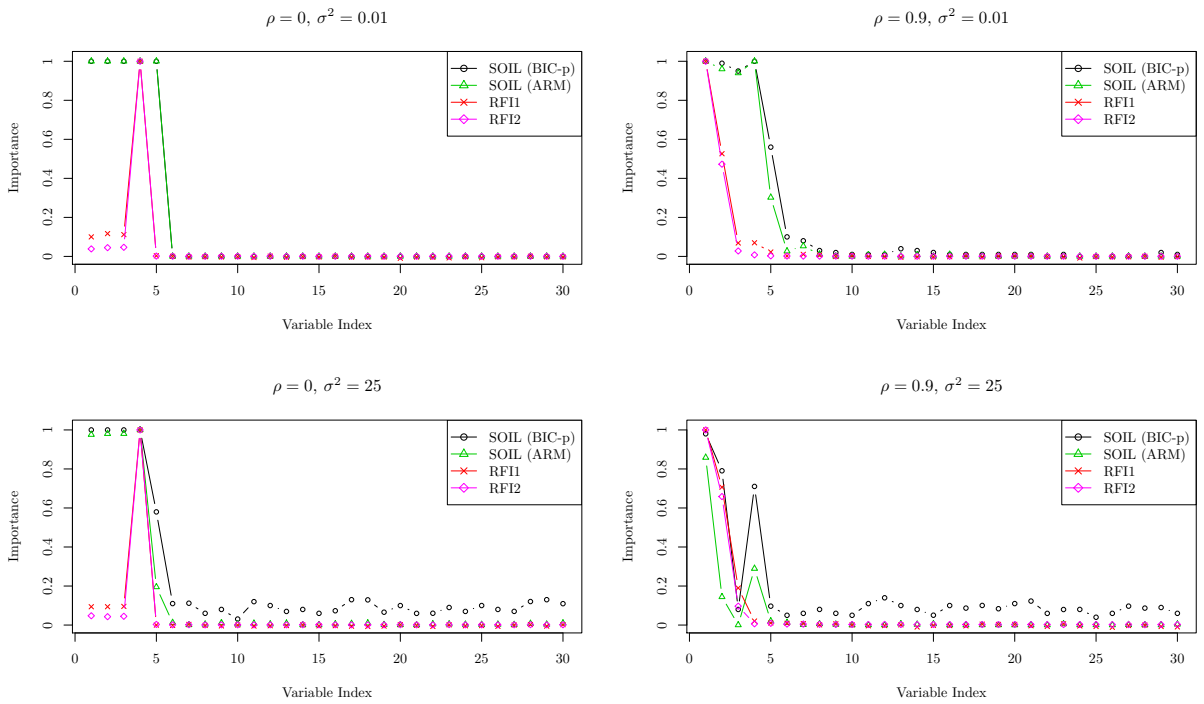 ρ = 0, σ² = 0.01
1
0.8
0.6
0.4
0.2
0
Importance
SOIL (BIC-p)
SOIL (ARM)
RFI1
RFI2
0 5 10 15 20 25 30
Variable Index
ρ = 0.9, σ² = 0.01
1
0.8
0.6
0.4
0.2
0
Importance
SOIL (BIC-p)
SOIL (ARM)
RFI1
RFI2
0 5 10 15 20 25 30
Variable Index
ρ = 0, σ² = 25
1
0.8
0.6
0.4
0.2
0
Importance
SOIL (BIC-p)
SOIL (ARM)
RFI1
RFI2
0 5 10 15 20 25 30
Variable Index
ρ = 0.9, σ² = 25
1
0.8
0.6
0.4
0.2
0
Importance
SOIL (BIC-p)
SOIL (ARM)
RFI1
RFI2
0 5 10 15 20 25 30
Variable Index